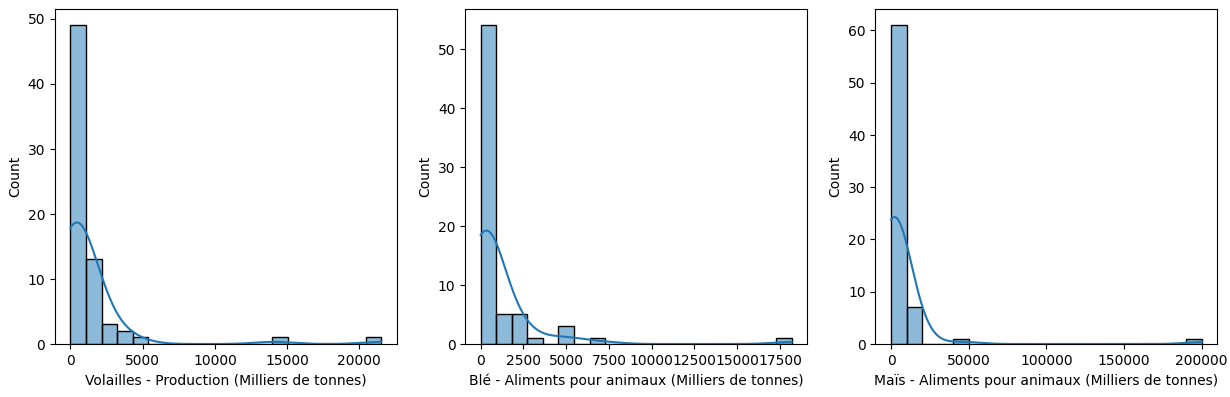 50
40
30
20
10
0
Count
0 5000 10000 15000 20000
Volailles - Production (Milliers de tonnes)
50
40
30
20
10
0
Count
0 2500 5000 7500 10000 12500 15000 17500
Blé - Aliments pour animaux (Milliers de tonnes)
60
50
40
30
20
10
0
Count
0 50000 100000 150000 200000
Maïs - Aliments pour animaux (Milliers de tonnes)